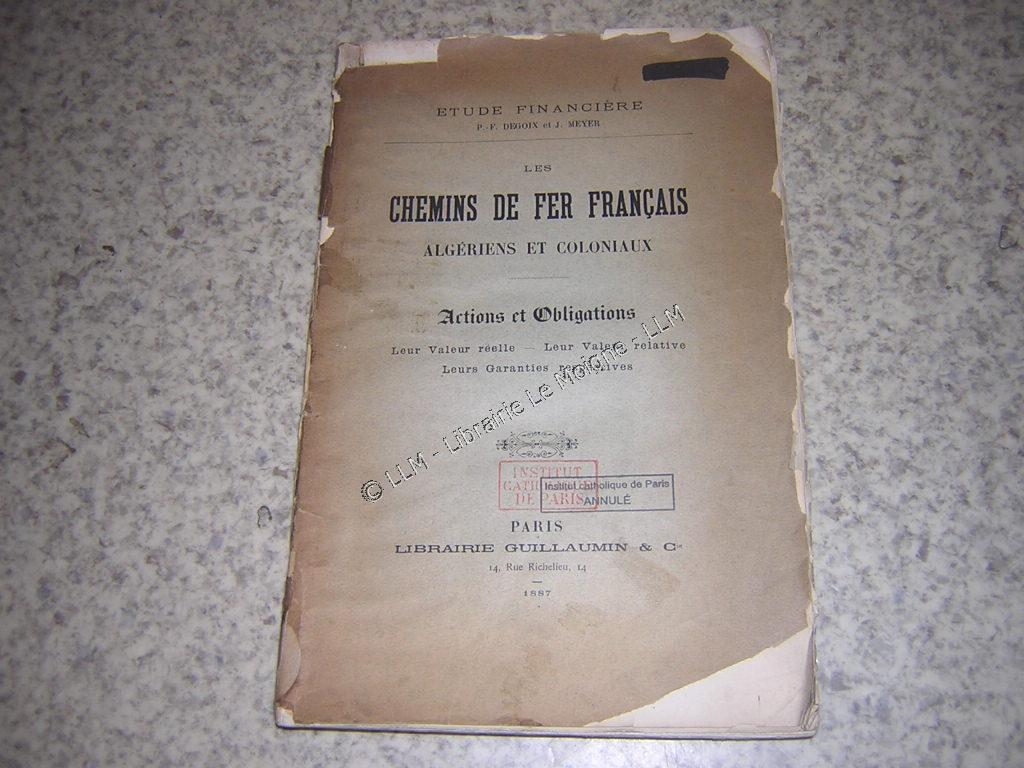 ETUDE FINANCIÈRE
P.-F. DEGOIX et J. MEYER
LES
CHEMINS DE FER FRANÇAIS
ALGÉRIENS ET COLONIAUX
Actions et Obligations
Leur Valeur réelle — Leur Valeur relative
Leurs Garanties respectives
© LLM - Librairie Le Moigne - LLM
INSTITUT
CATHOLIQUE
DE PARIS
Institut catholique de Paris
ANNULÉ
PARIS
LIBRAIRIE GUILLAUMIN & Cie
14, Rue Richelieu, 14
1887